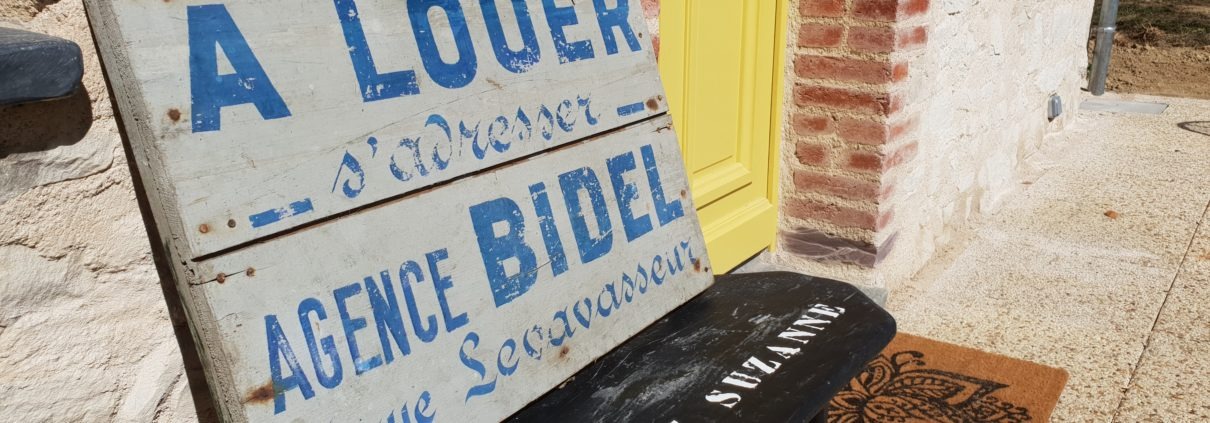 A LOUER
s'adresser
AGENCE BIDEL
Levavasseur
SUZANNE